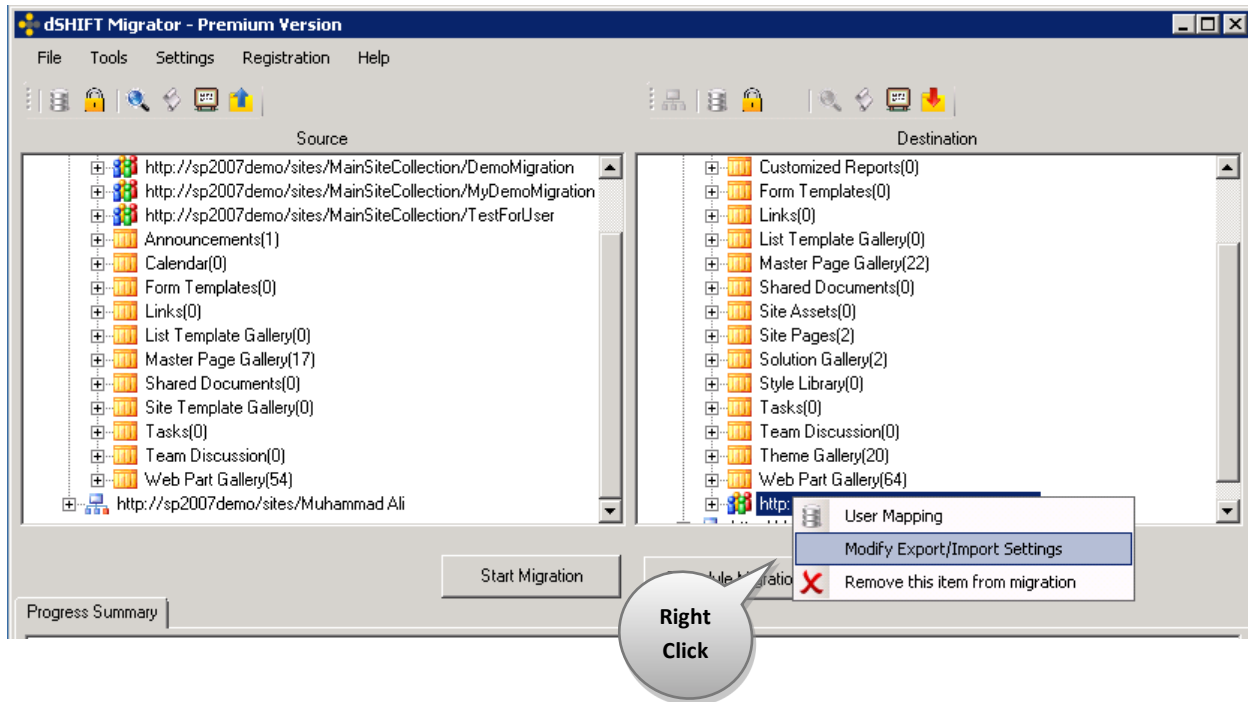 dSHIFT Migrator - Premium Version
File Tools Settings Registration Help
Source
Destination
http://sp2007demo/sites/MainSiteCollection/DemoMigration
http://sp2007demo/sites/MainSiteCollection/MyDemoMigration
http://sp2007demo/sites/MainSiteCollection/TestForUser
Announcements(1)
Calendar(0)
Form Templates(0)
Links(0)
List Template Gallery(0)
Master Page Gallery(17)
Shared Documents(0)
Site Template Gallery(0)
Tasks(0)
Team Discussion(0)
Web Part Gallery(54)
http://sp2007demo/sites/Muhammad Ali
Customized Reports(0)
Form Templates(0)
Links(0)
List Template Gallery(0)
Master Page Gallery(22)
Shared Documents(0)
Site Assets(0)
Site Pages(2)
Solution Gallery(2)
Style Library(0)
Tasks(0)
Team Discussion(0)
Theme Gallery(20)
Web Part Gallery(64)
http:
User Mapping
Modify Export/Import Settings
Remove this item from migration
Start Migration
Progress Summary
Right
Click